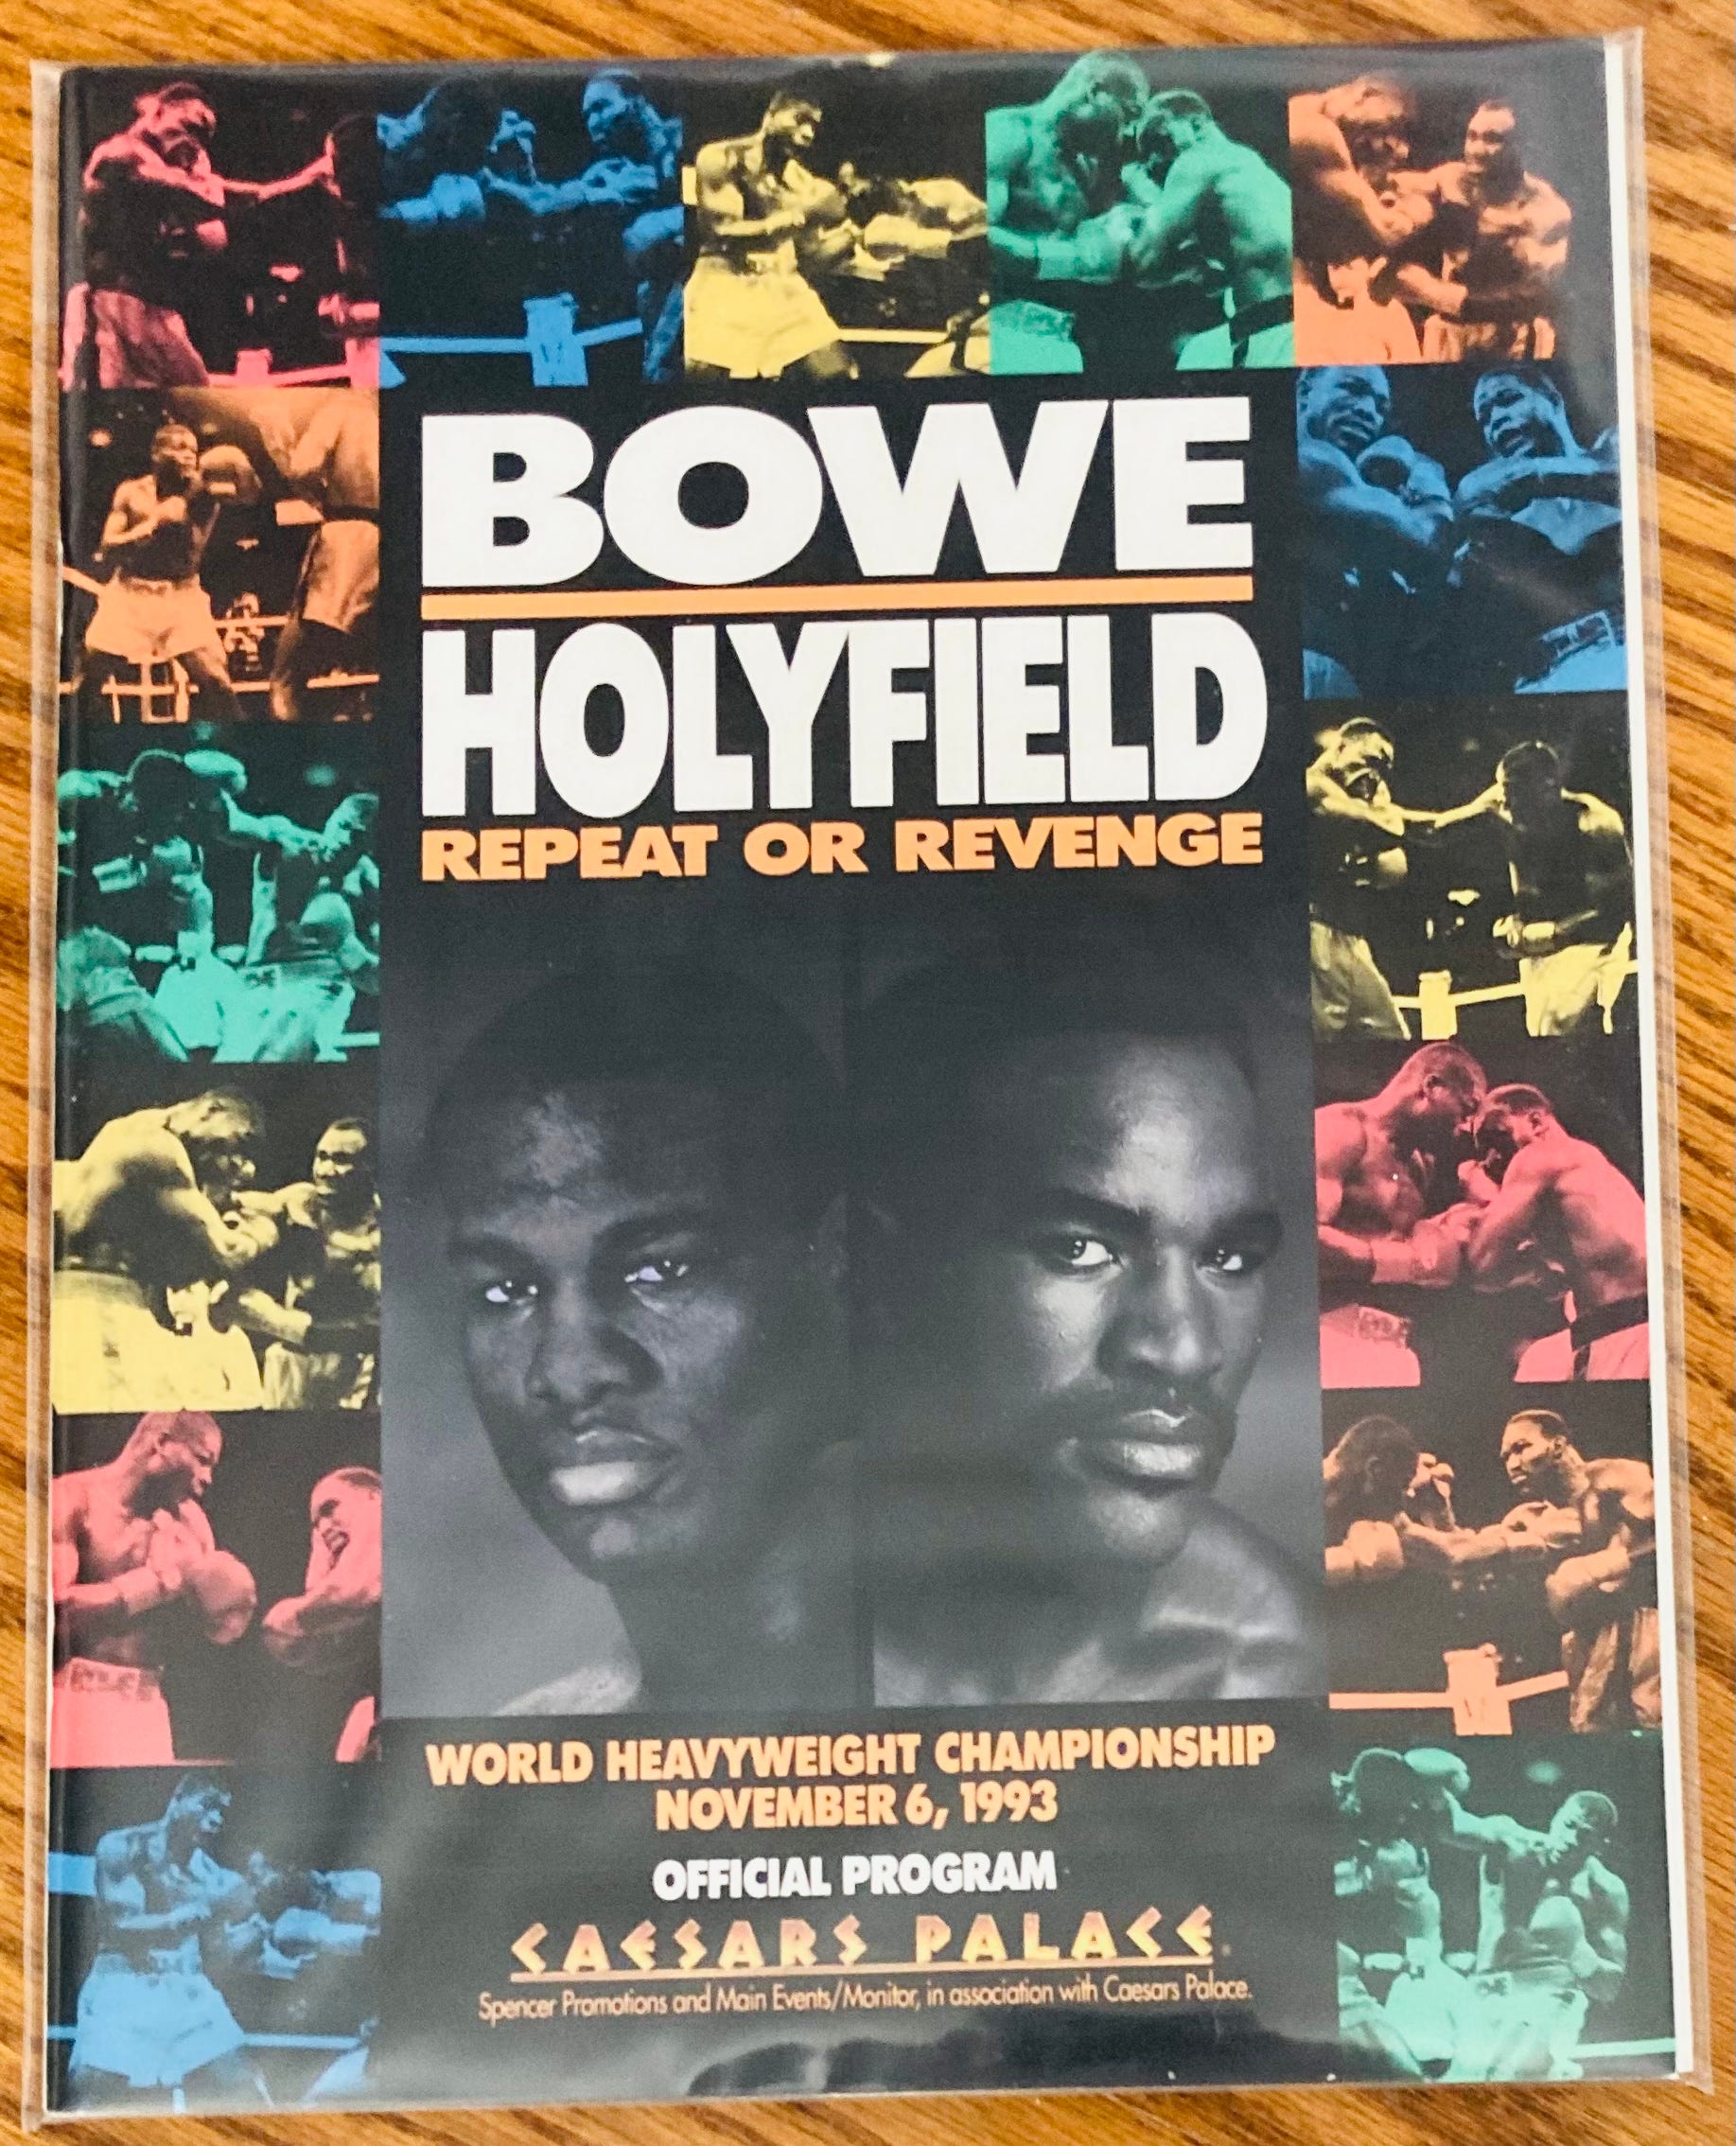 BOWE
HOLYFIELD
REPEAT OR REVENGE
WORLD HEAVYWEIGHT CHAMPIONSHIP
NOVEMBER 6, 1993
OFFICIAL PROGRAM
CAESARS PALACE
Spencer Promotions and Main Events/Monitor, in association with Caesars Palace.